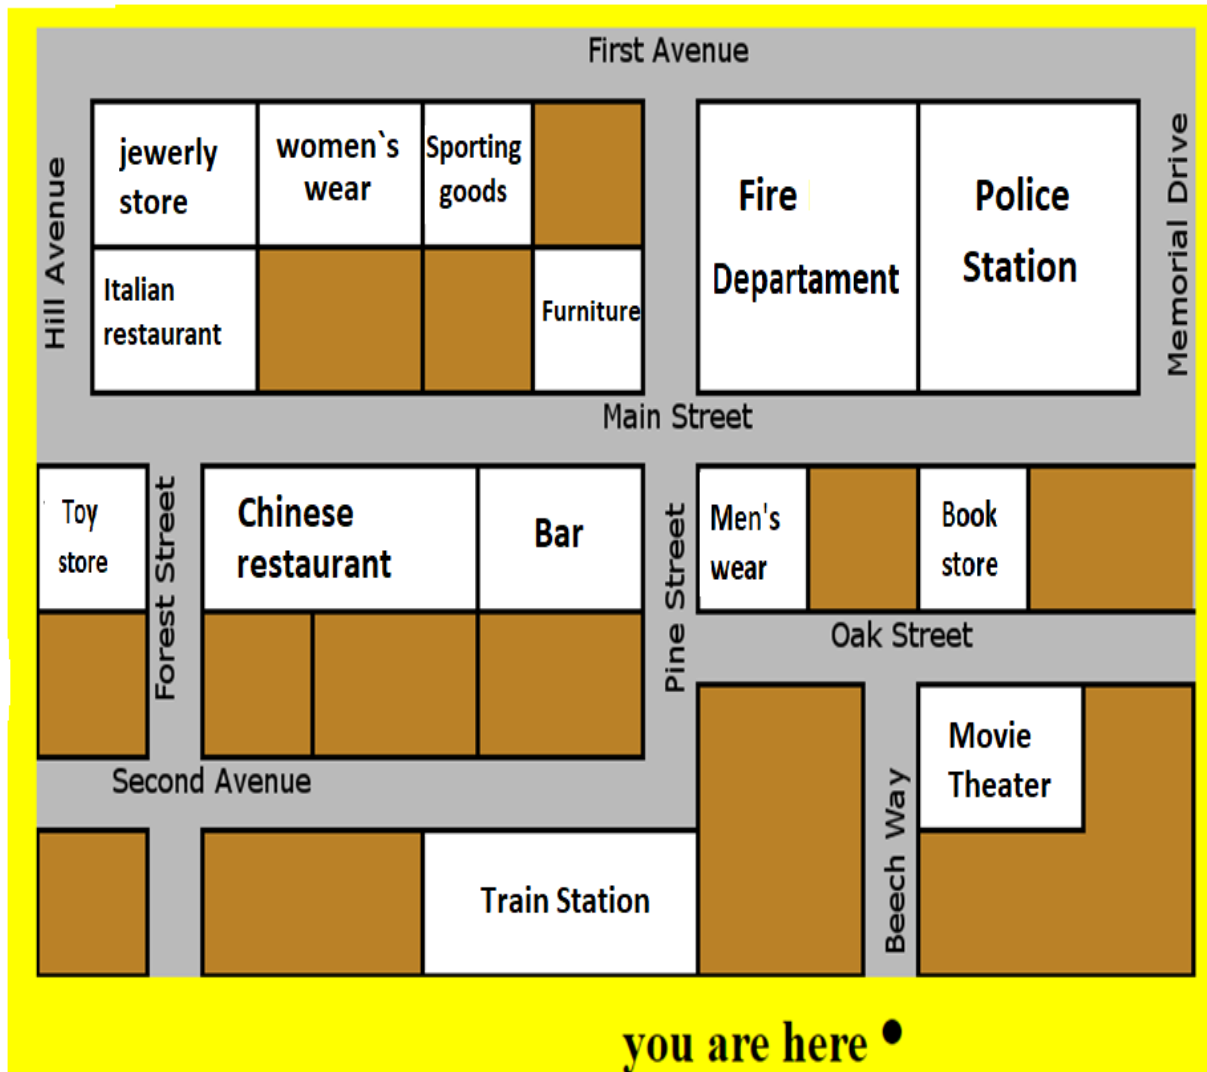 First Avenue
jewerly
store
women`s
wear
Sporting
goods
Fire
Departament
Police
Station
Hill Avenue
Memorial Drive
Italian
restaurant
Furniture
Main Street
Toy
store
Forest Street
Chinese
restaurant
Bar
Pine Street
Men's
wear
Book
store
Oak Street
Second Avenue
Movie
Theater
Beech Way
Train Station
you are here